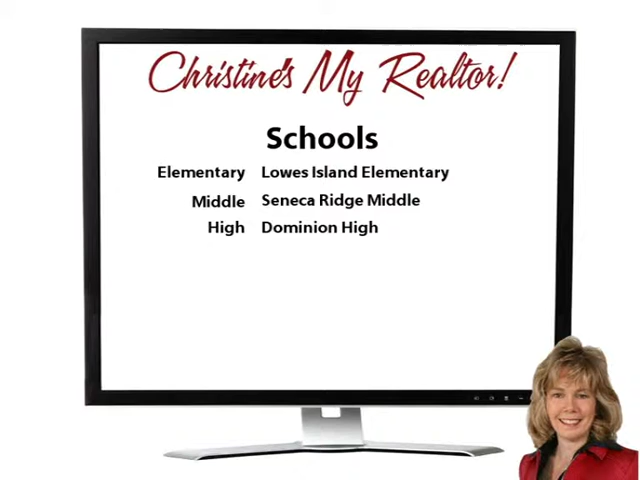 Christine's My Realtor!
Schools
Elementary Lowes Island Elementary
Middle Seneca Ridge Middle
High Dominion High